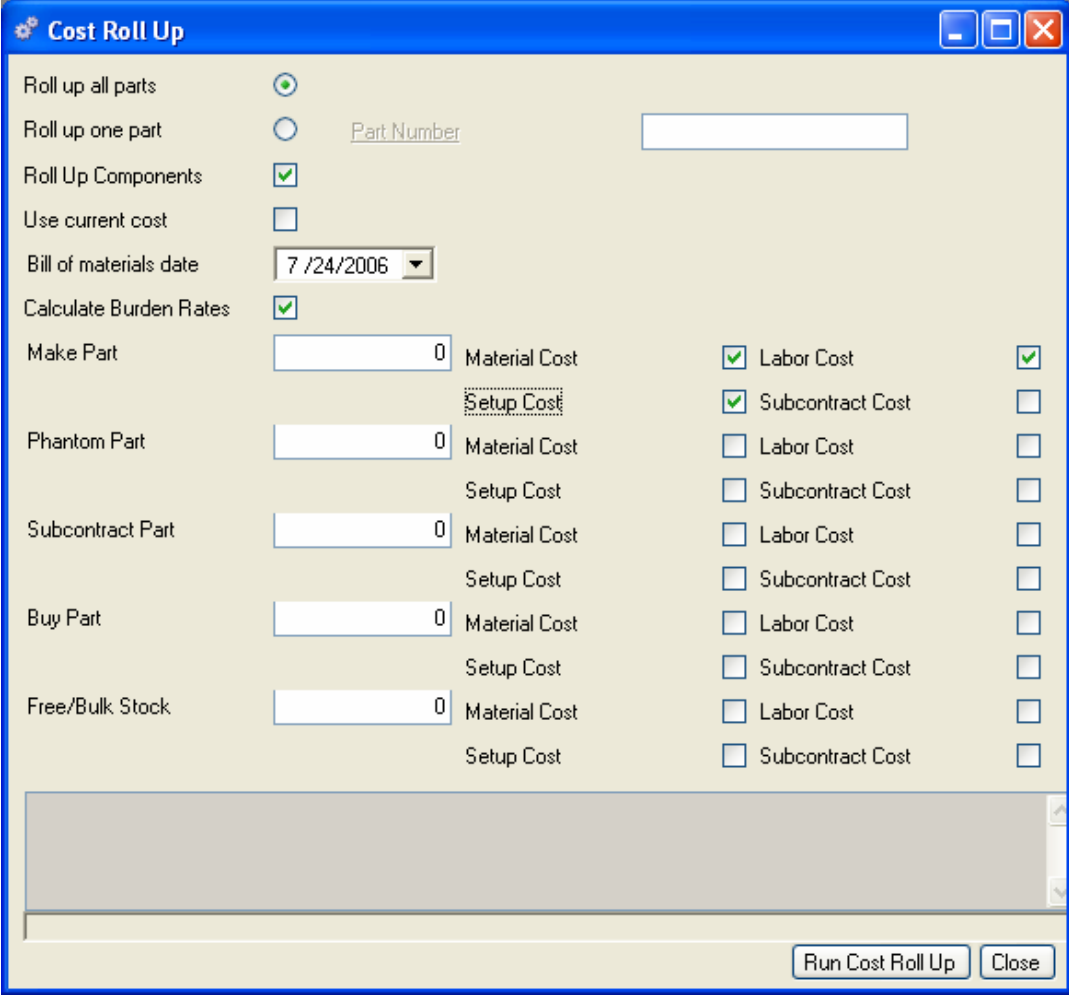 Cost Roll Up
Roll up all parts
Roll up one part Part Number
Roll Up Components
Use current cost
Bill of materials date 7 /24/2006
Calculate Burden Rates
Make Part 0 Material Cost Labor Cost
Setup Cost Subcontract Cost
Phantom Part 0 Material Cost Labor Cost
Setup Cost Subcontract Cost
Subcontract Part 0 Material Cost Labor Cost
Setup Cost Subcontract Cost
Buy Part 0 Material Cost Labor Cost
Setup Cost Subcontract Cost
Free/Bulk Stock 0 Material Cost Labor Cost
Setup Cost Subcontract Cost
Run Cost Roll Up Close